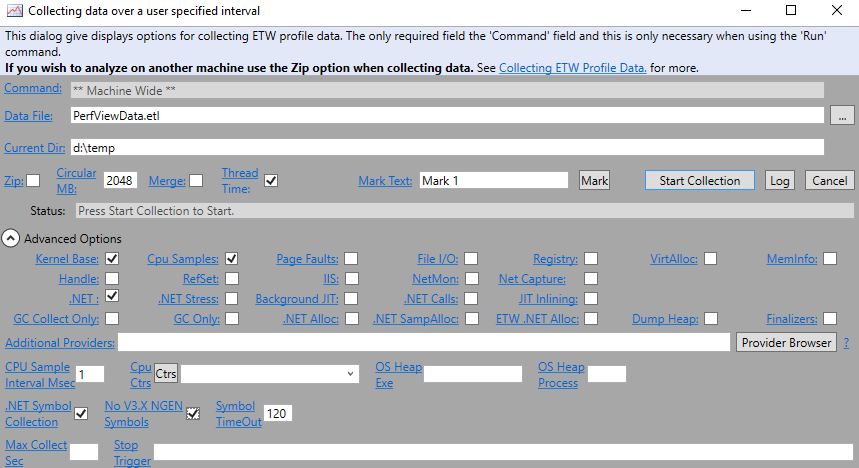 Collecting data over a user specified interval
This dialog give displays options for collecting ETW profile data. The only required field the 'Command' field and this is only necessary when using the 'Run'
command.
If you wish to analyze on another machine use the Zip option when collecting data. See Collecting ETW Profile Data. for more.
Command: ** Machine Wide **
Data File: PerfViewData.etl ...
Current Dir: d:\temp
Zip: Circular MB: 2048 Merge: Thread Time: Mark Text: Mark 1 Mark Start Collection Log Cancel
Status: Press Start Collection to Start.
Advanced Options
Kernel Base: Cpu Samples: Page Faults: File I/O: Registry: VirtAlloc: MemInfo:
Handle: RefSet: IIS: NetMon: Net Capture:
.NET : .NET Stress: Background JIT: .NET Calls: JIT Inlining:
GC Collect Only: GC Only: .NET Alloc: .NET SampAlloc: ETW .NET Alloc: Dump Heap: Finalizers:
Additional Providers: Provider Browser ?
CPU Sample Interval Msec 1 Cpu Ctrs Ctrs OS Heap Exe OS Heap Process
.NET Symbol Collection No V3.X NGEN Symbols Symbol TimeOut 120
Max Collect Sec Stop Trigger